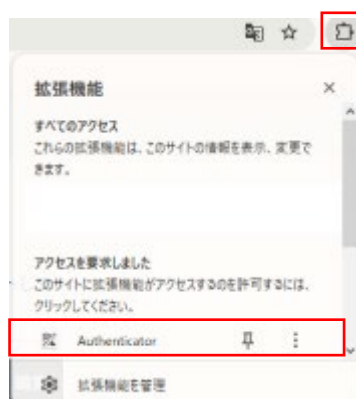 拡張機能
すべてのアクセス
これらの拡張機能は、このサイトの情報を表示、変更で
きます。
アクセスを要求しました
このサイトに拡張機能がアクセスするのを許可するには、
クリックしてください。
Authenticator
拡張機能を管理